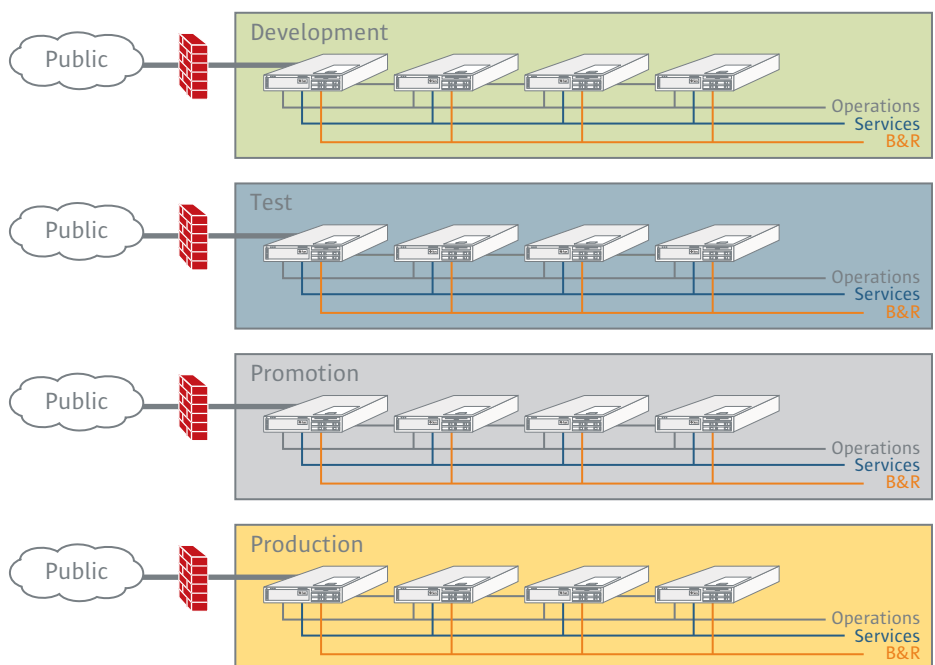 Development
Public
Operations
Services
B&R
Test
Public
Operations
Services
B&R
Promotion
Public
Operations
Services
B&R
Production
Public
Operations
Services
B&R